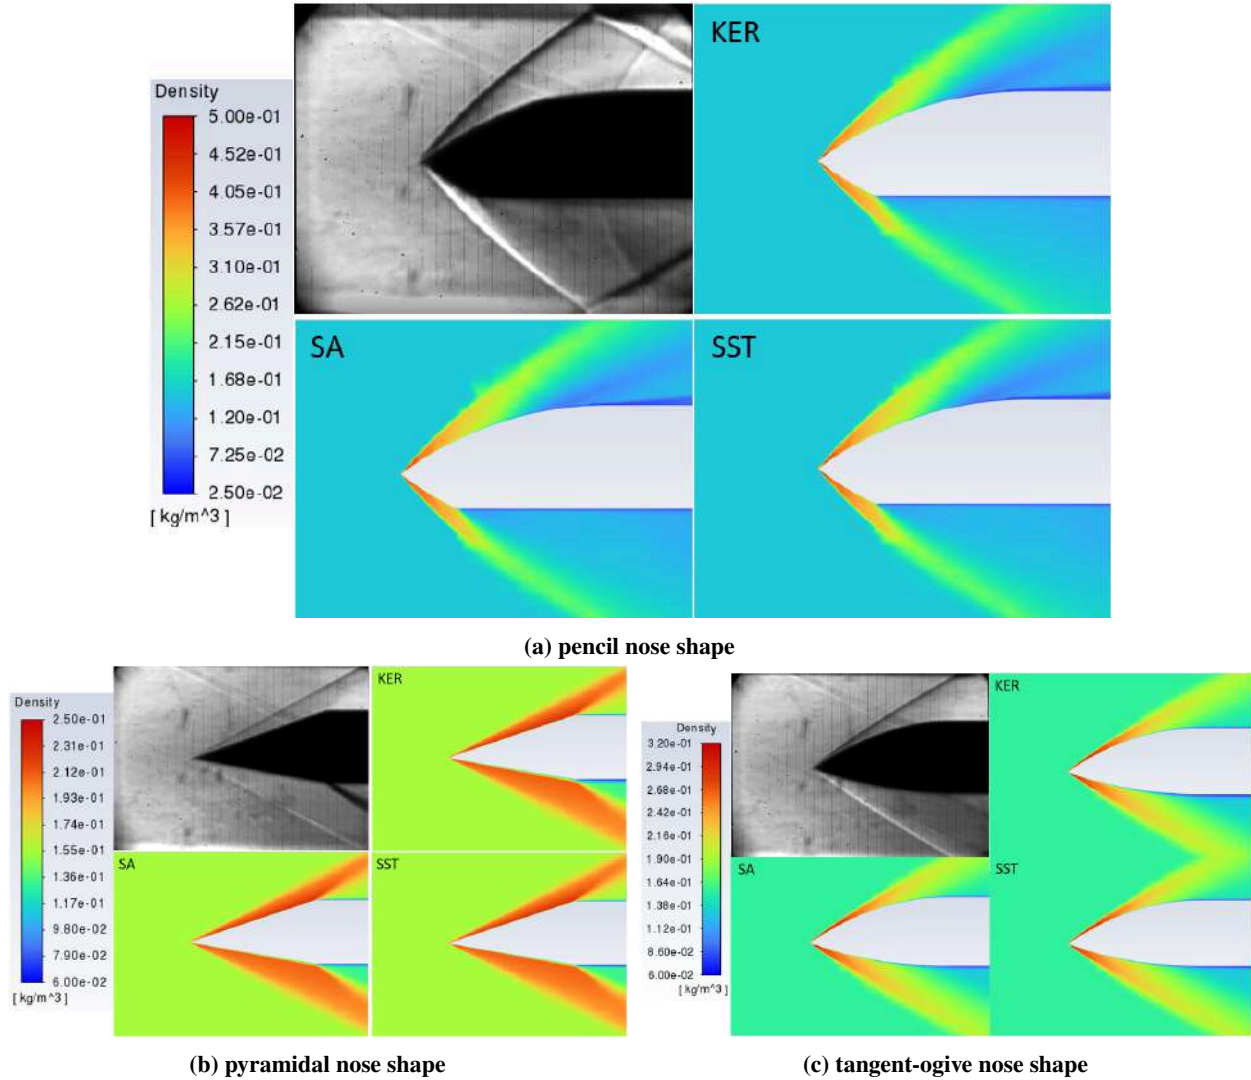 KER
Density
5.00e-01
4.52e-01
4.05e-01
3.57e-01
3.10e-01
2.62e-01
2.15e-01
1.68e-01
1.20e-01
7.25e-02
2.50e-02
[ kg/m^3 ]
SA
SST
(a) pencil nose shape
Density
2.50e-01
2.31e-01
2.12e-01
1.93e-01
1.74e-01
1.55e-01
1.36e-01
1.17e-01
9.80e-02
7.90e-02
6.00e-02
[ kg/m^3 ]
KER
SA
SST
(b) pyramidal nose shape
Density
3.20e-01
2.94e-01
2.68e-01
2.42e-01
2.16e-01
1.90e-01
1.64e-01
1.38e-01
1.12e-01
8.60e-02
6.00e-02
[ kg/m^3 ]
KER
SA
SST
(c) tangent-ogive nose shape